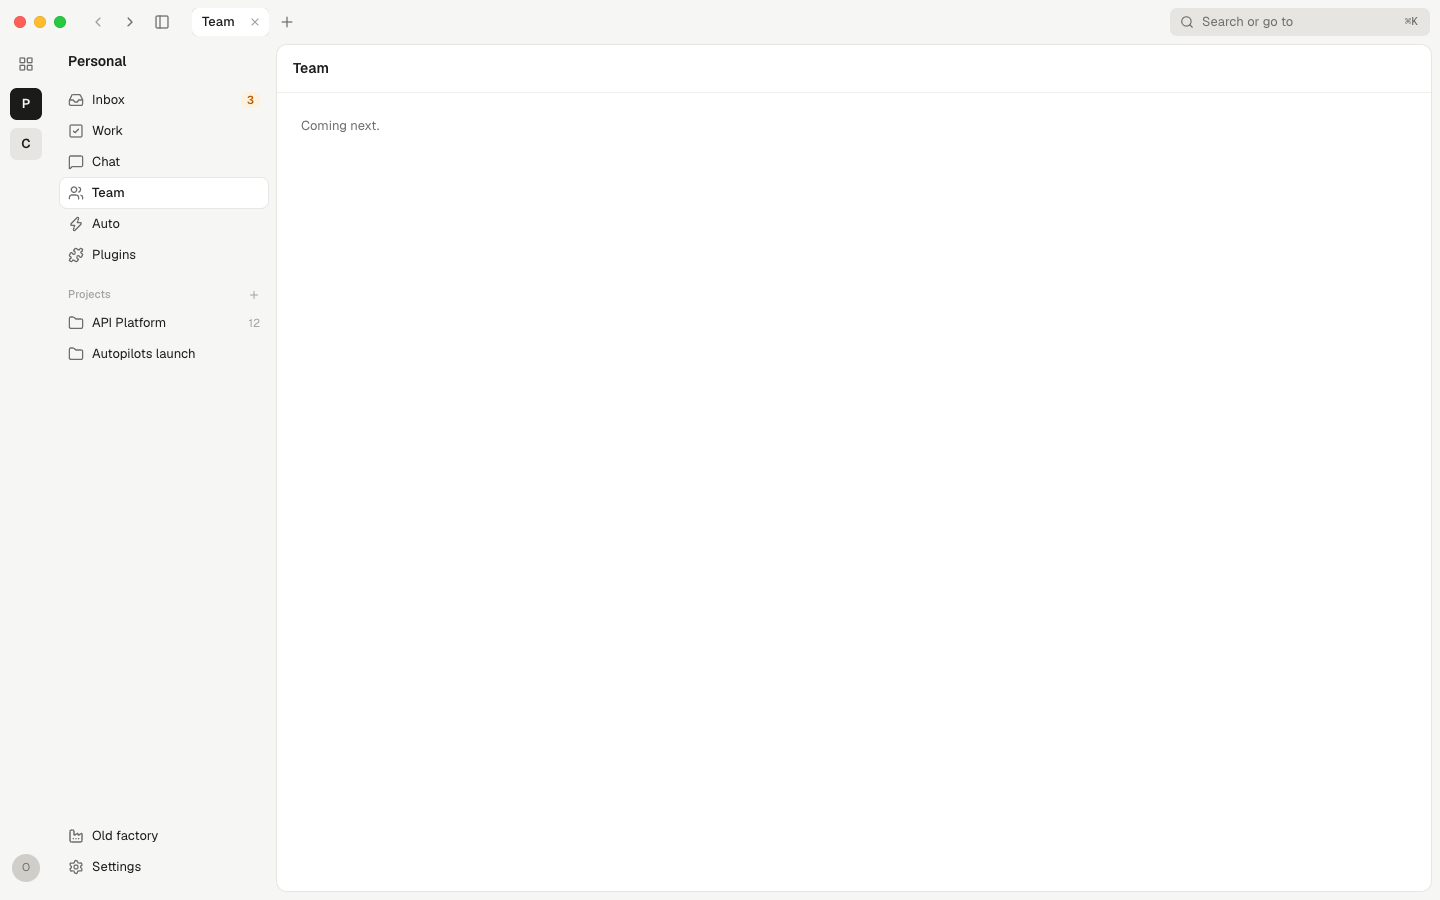 Team
Search or go to
⌘K
Personal
P
C
Inbox
3
Work
Chat
Team
Auto
Plugins
Projects
API Platform
12
Autopilots launch
Old factory
Settings
O
Team
Coming next.